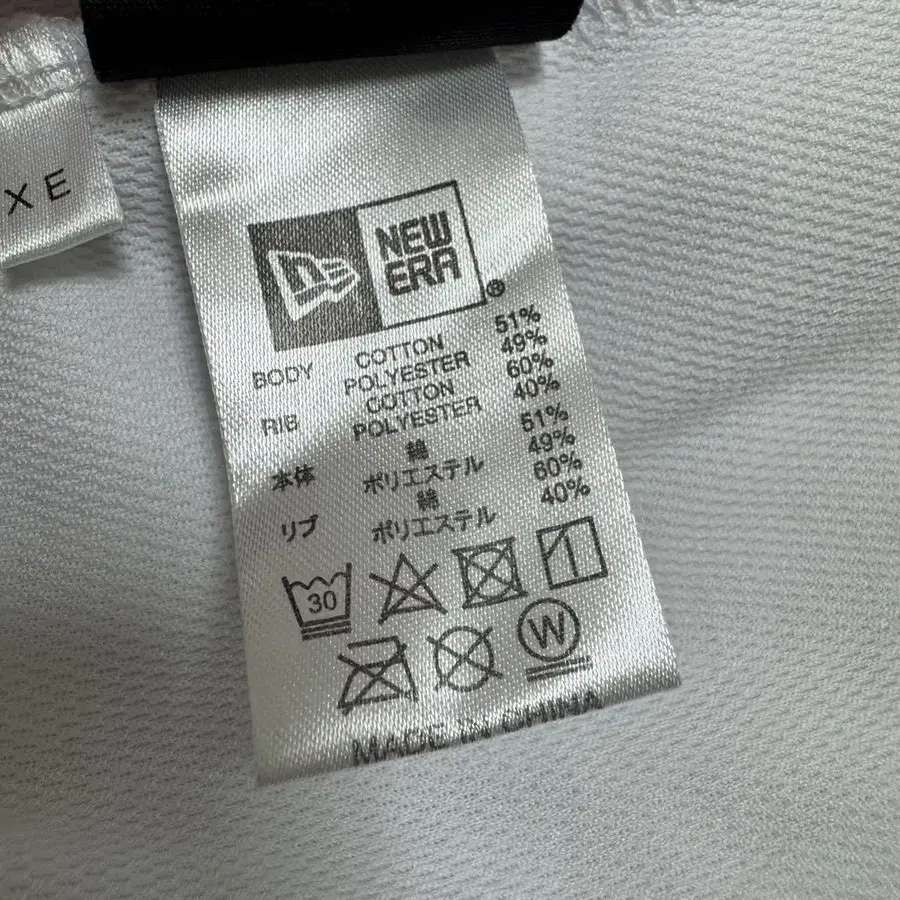 XE
NEW
ERA
®
BODY COTTON 51%
POLYESTER 49%
RIB COTTON 60%
POLYESTER 40%
本体 綿 51%
ポリエステル 49%
リブ 綿 60%
ポリエステル 40%
30
W
MADE IN CHINA